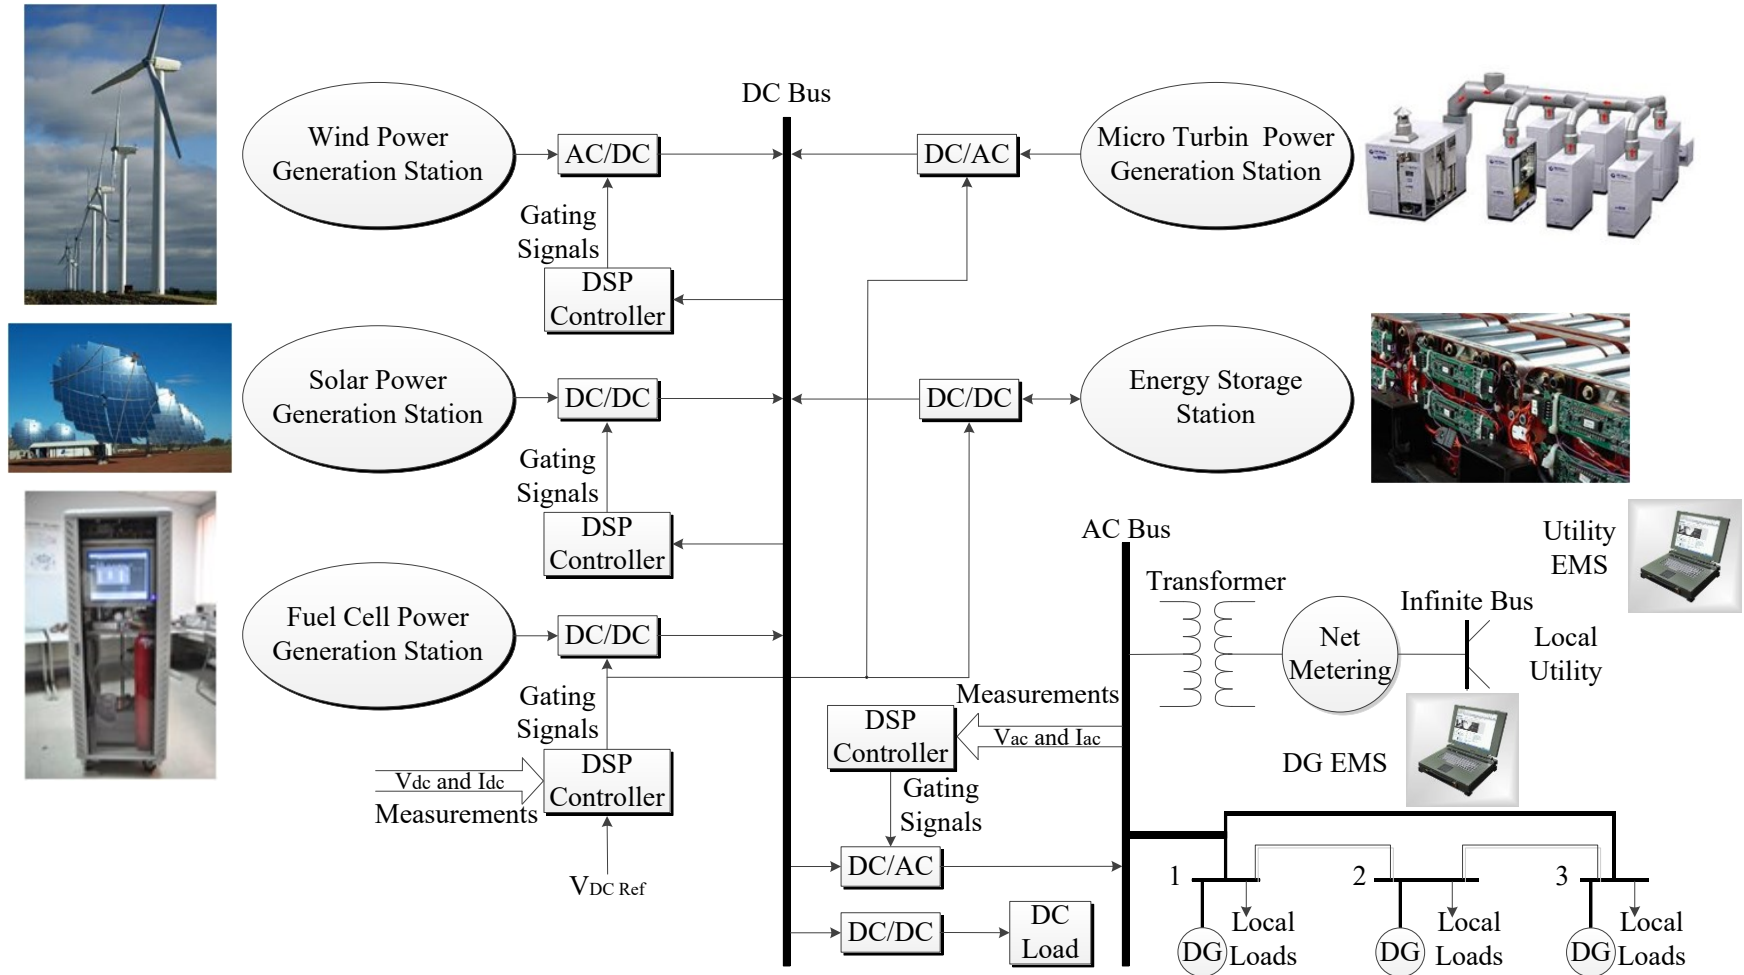 DC Bus
Wind Power
Generation Station
AC/DC
DC/AC
Micro Turbin Power
Generation Station
Gating
Signals
DSP
Controller
Solar Power
Generation Station
DC/DC
DC/DC
Energy Storage
Station
Gating
Signals
DSP
Controller
AC Bus
Utility
EMS
Transformer
Infinite Bus
Net
Metering
Local
Utility
Fuel Cell Power
Generation Station
DC/DC
Gating
Signals
Measurements
Vac and Iac
DSP
Controller
DG EMS
DSP
Controller
Vdc and Idc
Measurements
Gating
Signals
VDC Ref
DC/AC
1
2
3
DC/DC
DC
Load
Local
Loads
Local
Loads
Local
Loads
DG
DG
DG